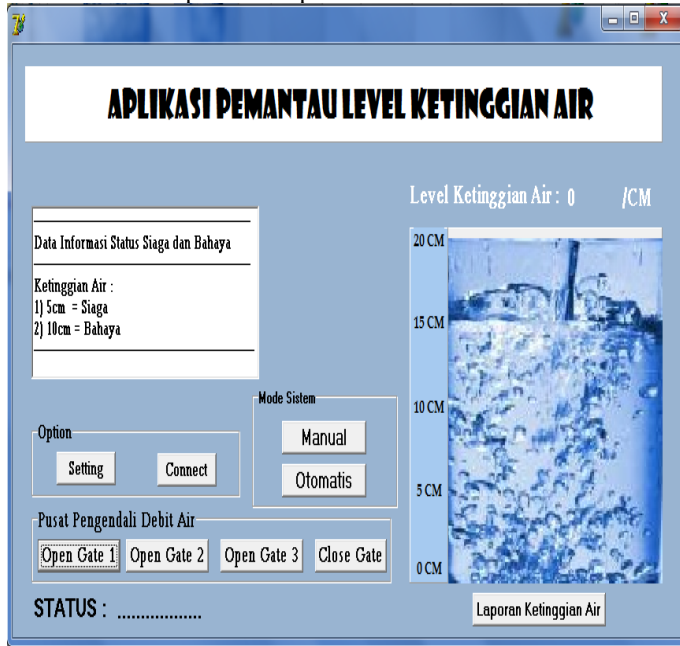 APLIKASI PEMANTAU LEVEL KETINGGIAN AIR
Level Ketinggian Air : 0 /CM
Data Informasi Status Siaga dan Bahaya
Ketinggian Air :
1) 5cm = Siaga
2) 10cm = Bahaya
20 CM
15 CM
10 CM
5 CM
0 CM
Mode Sistem
Manual
Otomatis
Option
Setting Connect
Pusat Pengendali Debit Air
Open Gate 1 Open Gate 2 Open Gate 3 Close Gate
STATUS : ..................
Laporan Ketinggian Air